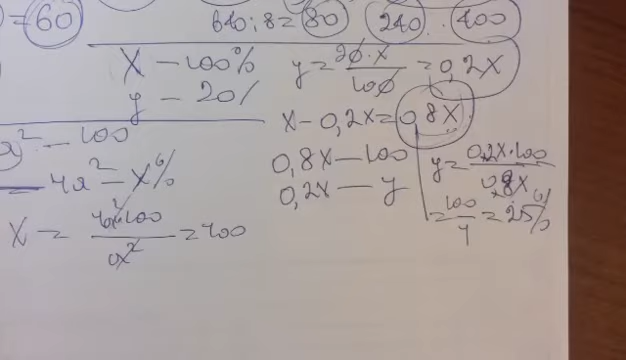 = 60 640 : 8 = 80 240 . 400
x — 100% y = 20 · x / 100 = 0,2x
y — 20%
x - 0,2x = 0,8x
a² — 100
= 4a² — x%
x = 4a² · 100 / a² = 400
0,8x — 100
0,2x — y
y = 0,2x · 100 / 0,8x
= 100 / 4 = 25%